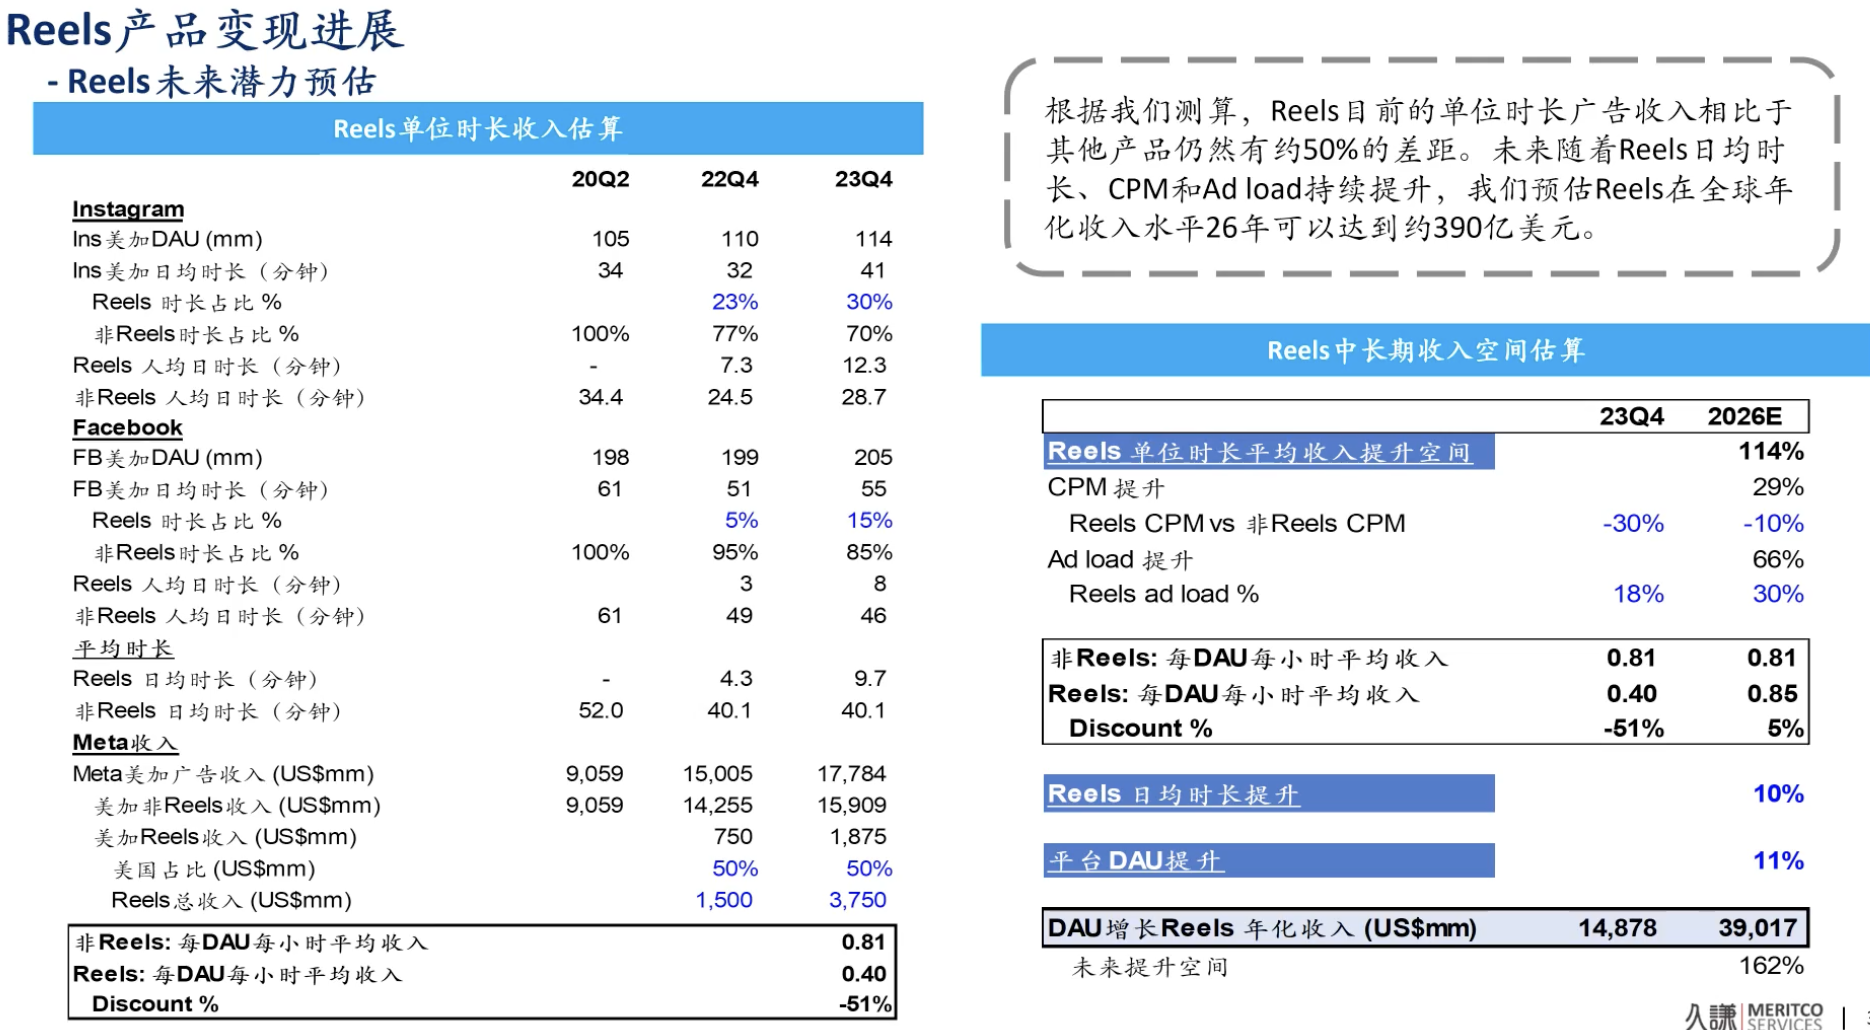 Reels产品变现进展
- Reels未来潜力预估
Reels单位时长收入估算
20Q2 22Q4 23Q4
Instagram
Ins美加DAU (mm) 105 110 114
Ins美加日均时长（分钟） 34 32 41
Reels 时长占比 % 23% 30%
非Reels时长占比 % 100% 77% 70%
Reels 人均日时长（分钟） - 7.3 12.3
非Reels 人均日时长（分钟） 34.4 24.5 28.7
Facebook
FB美加DAU (mm) 198 199 205
FB美加日均时长（分钟） 61 51 55
Reels 时长占比 % 5% 15%
非Reels时长占比 % 100% 95% 85%
Reels 人均日时长（分钟） 3 8
非Reels 人均日时长（分钟） 61 49 46
平均时长
Reels 日均时长（分钟） - 4.3 9.7
非Reels 日均时长（分钟） 52.0 40.1 40.1
Meta收入
Meta美加广告收入 (US$mm) 9,059 15,005 17,784
美加非Reels收入 (US$mm) 9,059 14,255 15,909
美加Reels收入 (US$mm) 750 1,875
美国占比 (US$mm) 50% 50%
Reels总收入 (US$mm) 1,500 3,750
非Reels: 每DAU每小时平均收入 0.81
Reels: 每DAU每小时平均收入 0.40
Discount % -51%
根据我们测算，Reels目前的单位时长广告收入相比于
其他产品仍然有约50%的差距。未来随着Reels日均时
长、CPM和Ad load持续提升，我们预估Reels在全球年
化收入水平26年可以达到约390亿美元。
Reels中长期收入空间估算
23Q4 2026E
Reels 单位时长平均收入提升空间 114%
CPM 提升 29%
Reels CPM vs 非Reels CPM -30% -10%
Ad load 提升 66%
Reels ad load % 18% 30%
非Reels: 每DAU每小时平均收入 0.81 0.81
Reels: 每DAU每小时平均收入 0.40 0.85
Discount % -51% 5%
Reels 日均时长提升 10%
平台DAU提升 11%
DAU增长Reels 年化收入 (US$mm) 14,878 39,017
未来提升空间 162%
久謙 MERITCO
SERVICES